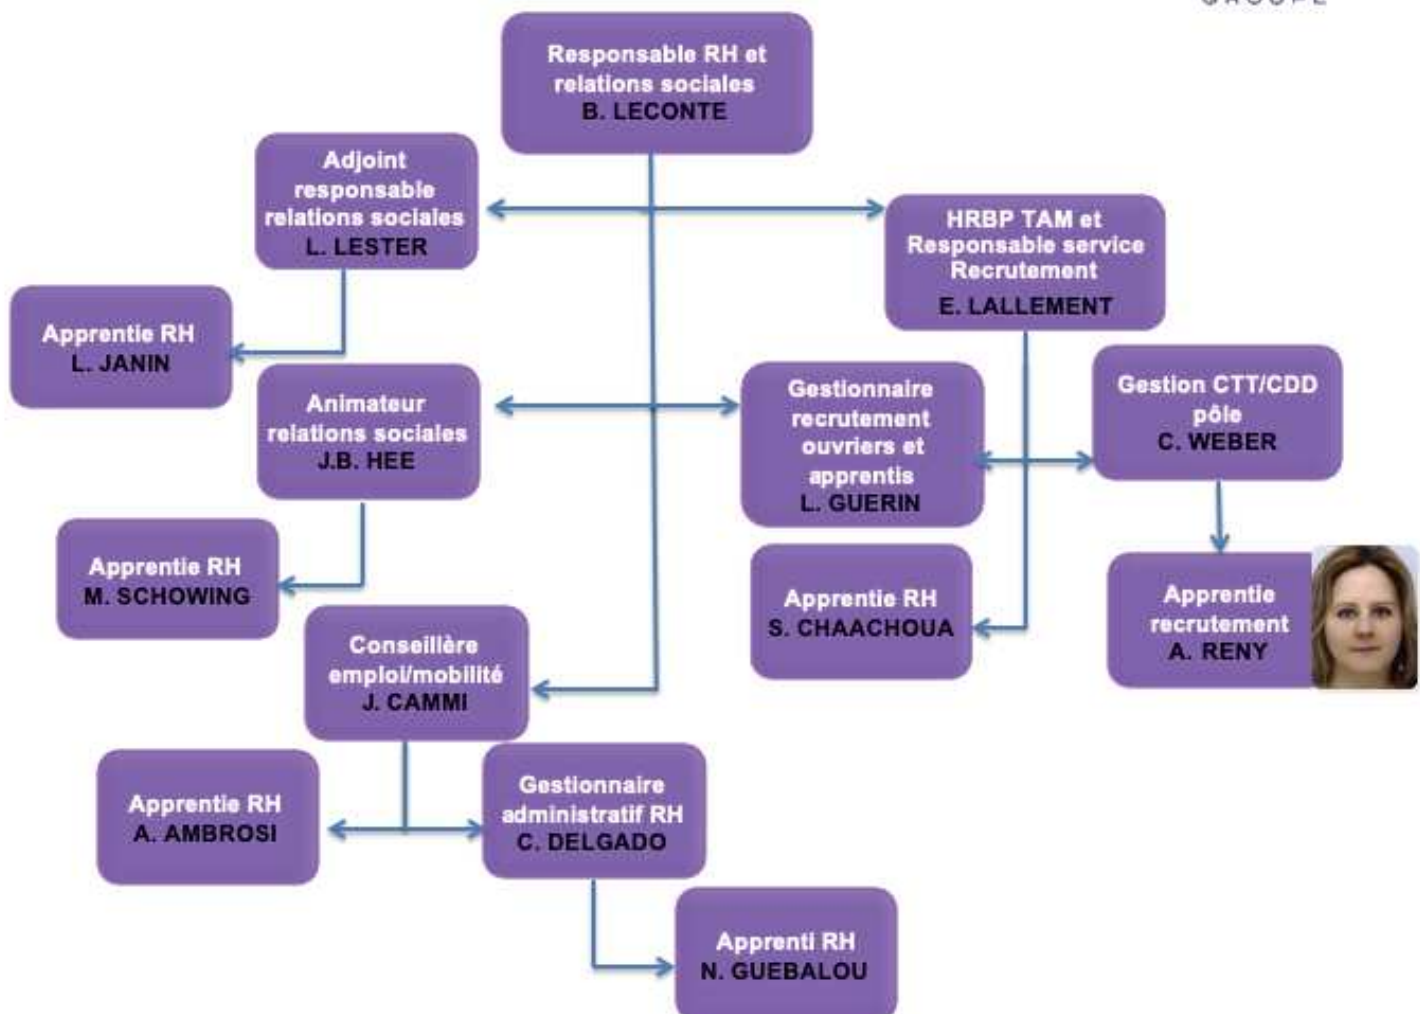 Responsable RH et
relations sociales
B. LECONTE
Adjoint
responsable
relations sociales
L. LESTER
HRBP TAM et
Responsable service
Recrutement
E. LALLEMENT
Apprentie RH
L. JANIN
Animateur
relations sociales
J.B. HEE
Gestionnaire
recrutement
ouvriers et
apprentis
L. GUERIN
Gestion CTT/CDD
pôle
C. WEBER
Apprentie RH
M. SCHOWING
Apprentie RH
S. CHAACHOUA
Apprentie
recrutement
A. RENY
Conseillère
emploi/mobilité
J. CAMMI
Apprentie RH
A. AMBROSI
Gestionnaire
administratif RH
C. DELGADO
Apprenti RH
N. GUEBALOU